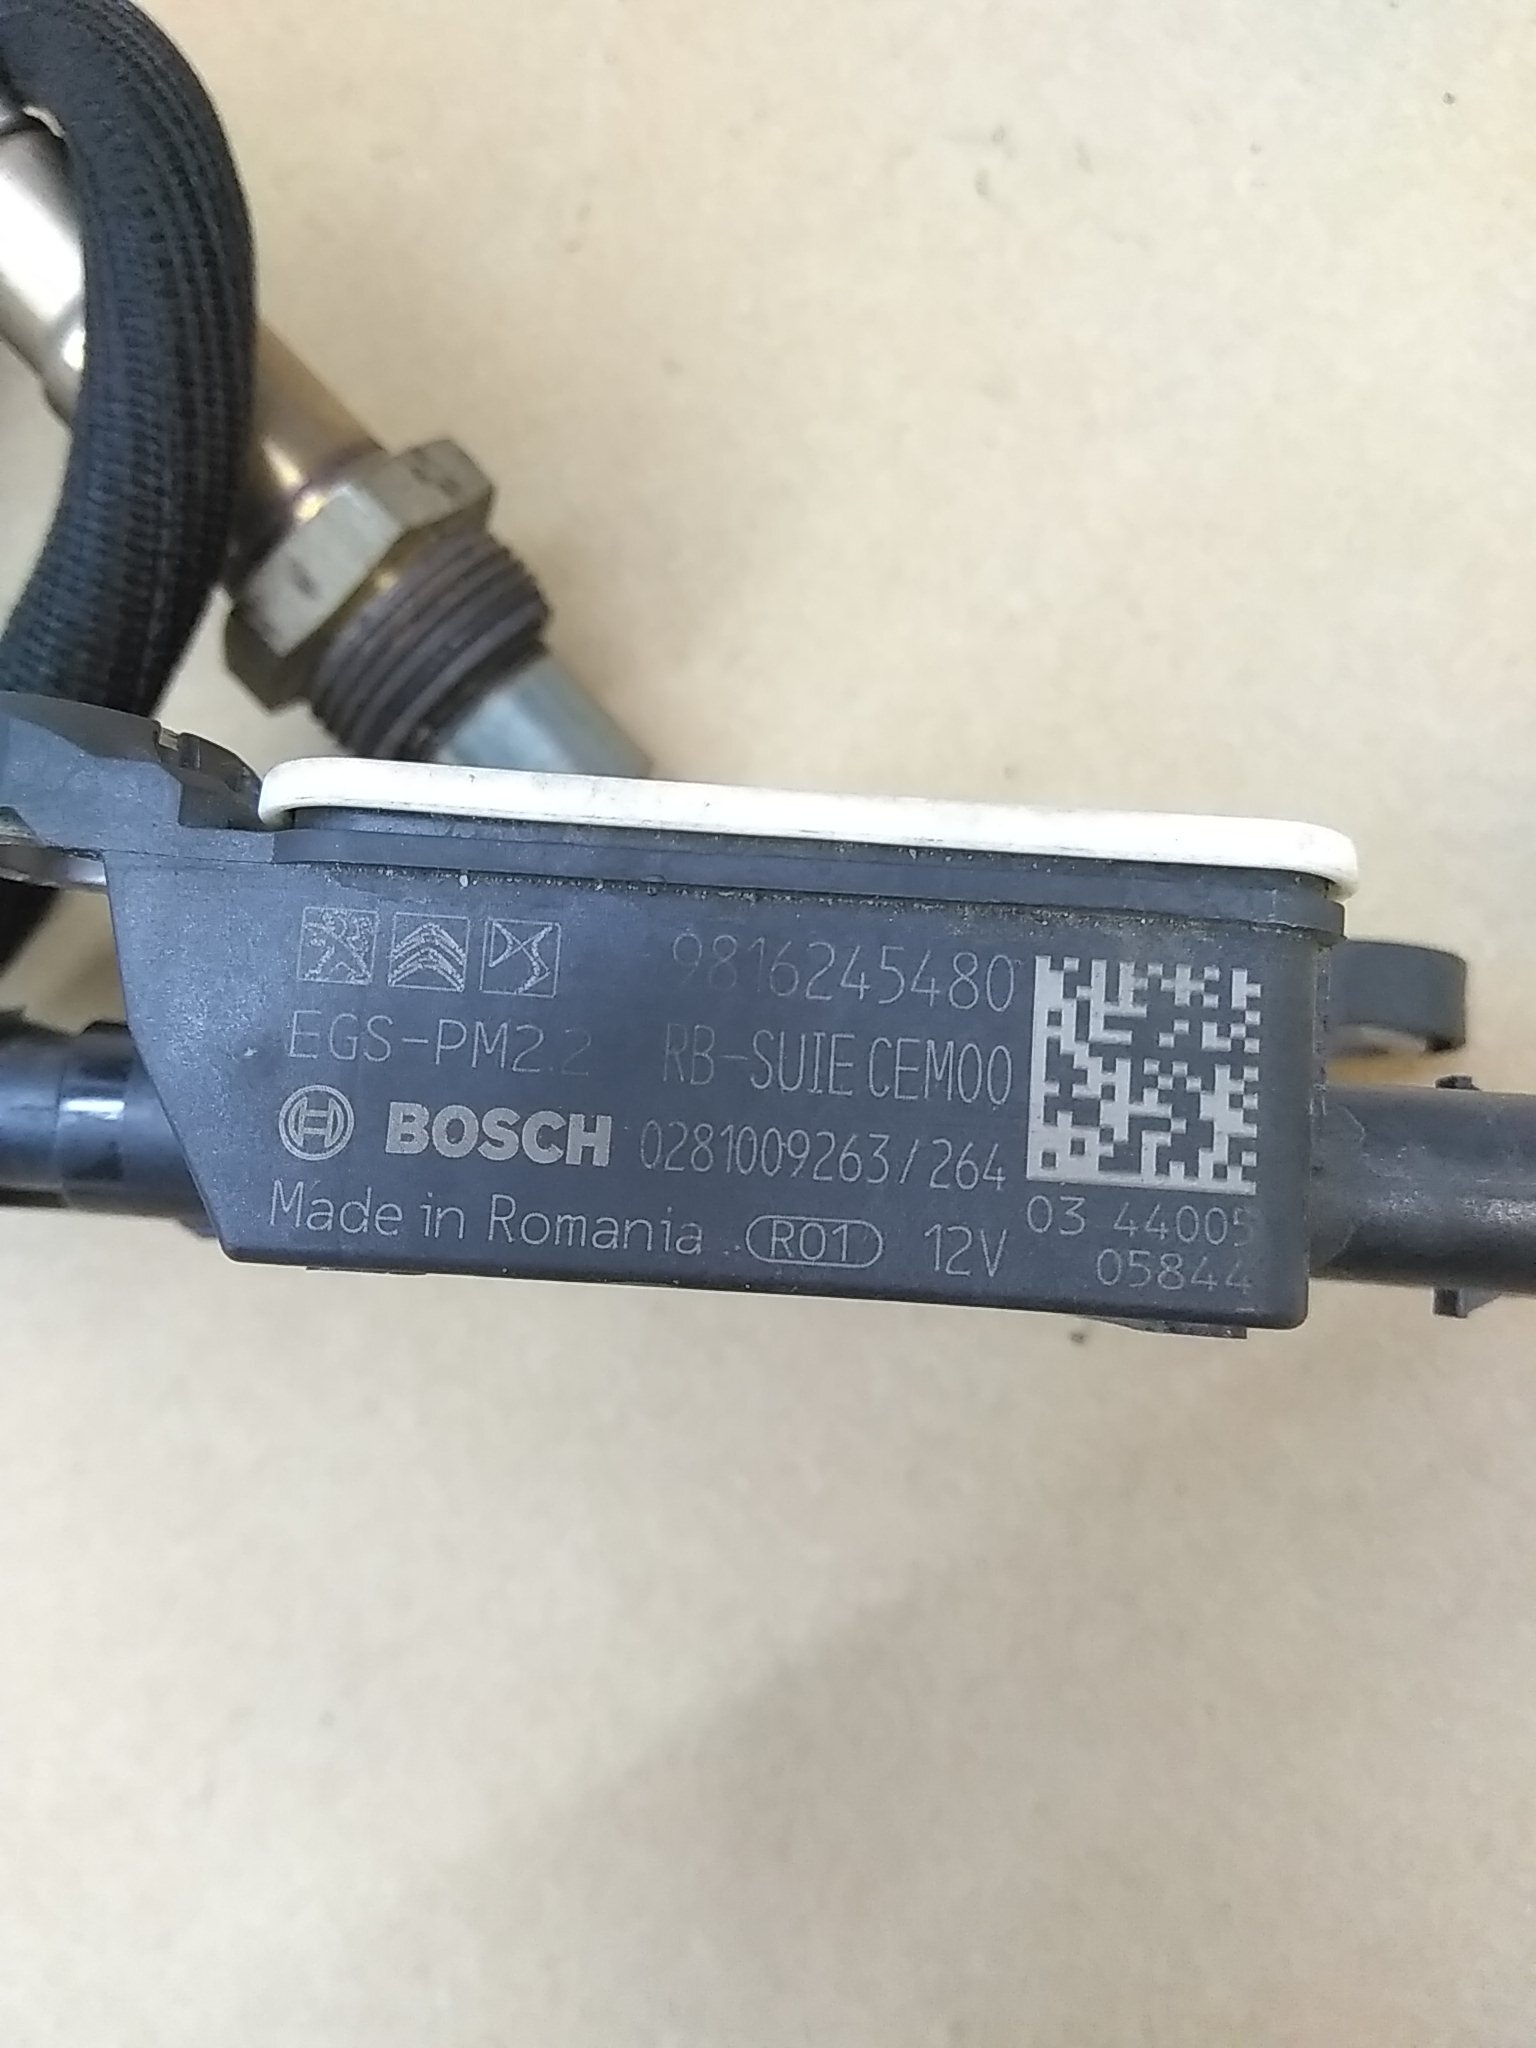 9816245480
EGS-PM2.2 RB-SUIE CEM00
BOSCH 0281009263/264
Made in Romania R01 12V
03 44005
05844